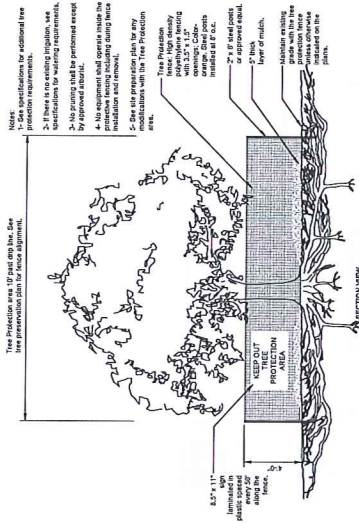 Tree Protection area 10' past drip line. See
tree preservation plan for fence alignment.
Notes:
1- See specifications for additional tree
protection requirements.
2- If there is no existing irrigation, see
specifications for watering requirements.
3- No pruning shall be performed except
by approved arborist.
4- No equipment shall operate inside the
protective fencing including during fence
installation and removal.
5- See site preparation plan for any
modifications with the Tree Protection
area.
Tree Protection
fence: High density
polyethylene fencing
with 3.5" x 1.5"
openings; Color-
orange. Steel posts
installed at 8' o.c.
2" x 6' steel posts
or approved equal.
5" thick
layer of mulch.
Maintain existing
grade with the tree
protection fence
unless otherwise
indicated on the
plans.
8.5" x 11"
sign
laminated in
plastic spaced
every 50'
along the
fence.
KEEP OUT
TREE
PROTECTION
AREA
4'-0"
SECTION VIEW